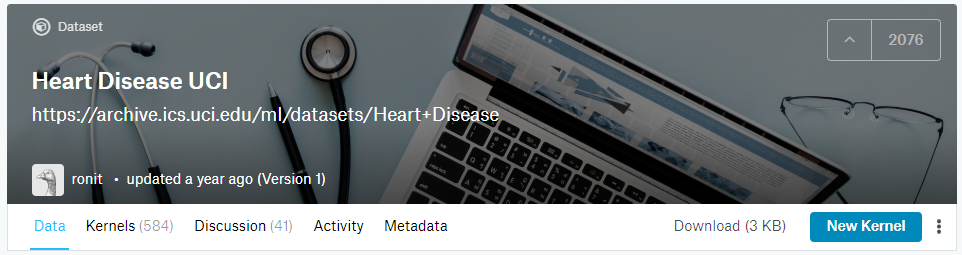 Dataset
2076
Heart Disease UCI
https://archive.ics.uci.edu/ml/datasets/Heart+Disease
ronit • updated a year ago (Version 1)
Data Kernels (584) Discussion (41) Activity Metadata Download (3 KB) New Kernel